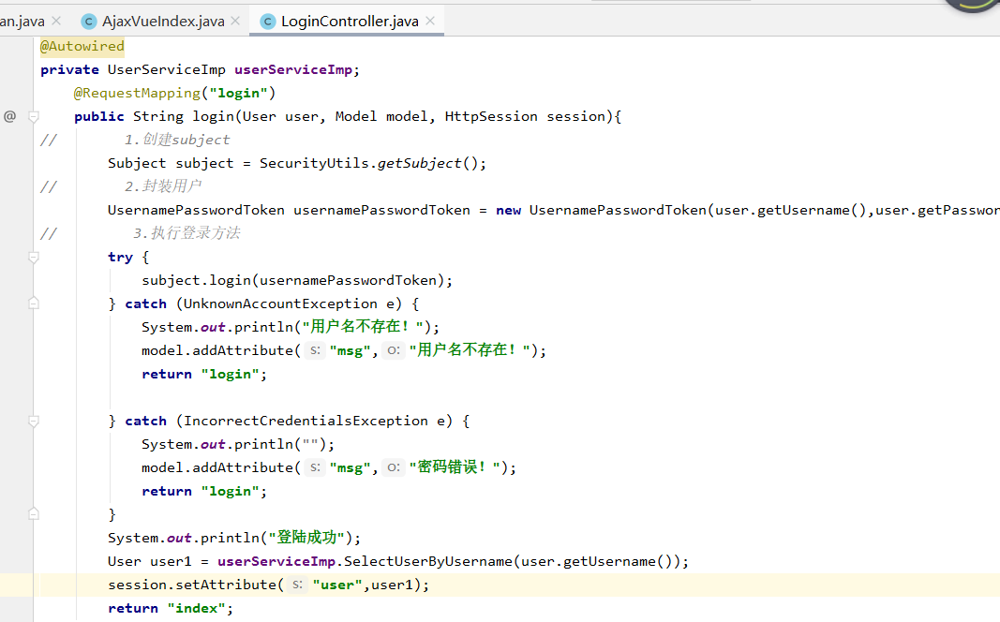 an.java × AjaxVueIndex.java × LoginController.java ×
@Autowired
private UserServiceImp userServiceImp;
@RequestMapping("login")
@ public String login(User user, Model model, HttpSession session){
// 1.创建subject
Subject subject = SecurityUtils.getSubject();
// 2.封装用户
UsernamePasswordToken usernamePasswordToken = new UsernamePasswordToken(user.getUsername(),user.getPasswor
// 3.执行登录方法
try {
subject.login(usernamePasswordToken);
} catch (UnknownAccountException e) {
System.out.println("用户名不存在！");
model.addAttribute( s: "msg", o: "用户名不存在！");
return "login";
} catch (IncorrectCredentialsException e) {
System.out.println("");
model.addAttribute( s: "msg", o: "密码错误！");
return "login";
}
System.out.println("登陆成功");
User user1 = userServiceImp.SelectUserByUsername(user.getUsername());
session.setAttribute( s: "user",user1);
return "index";